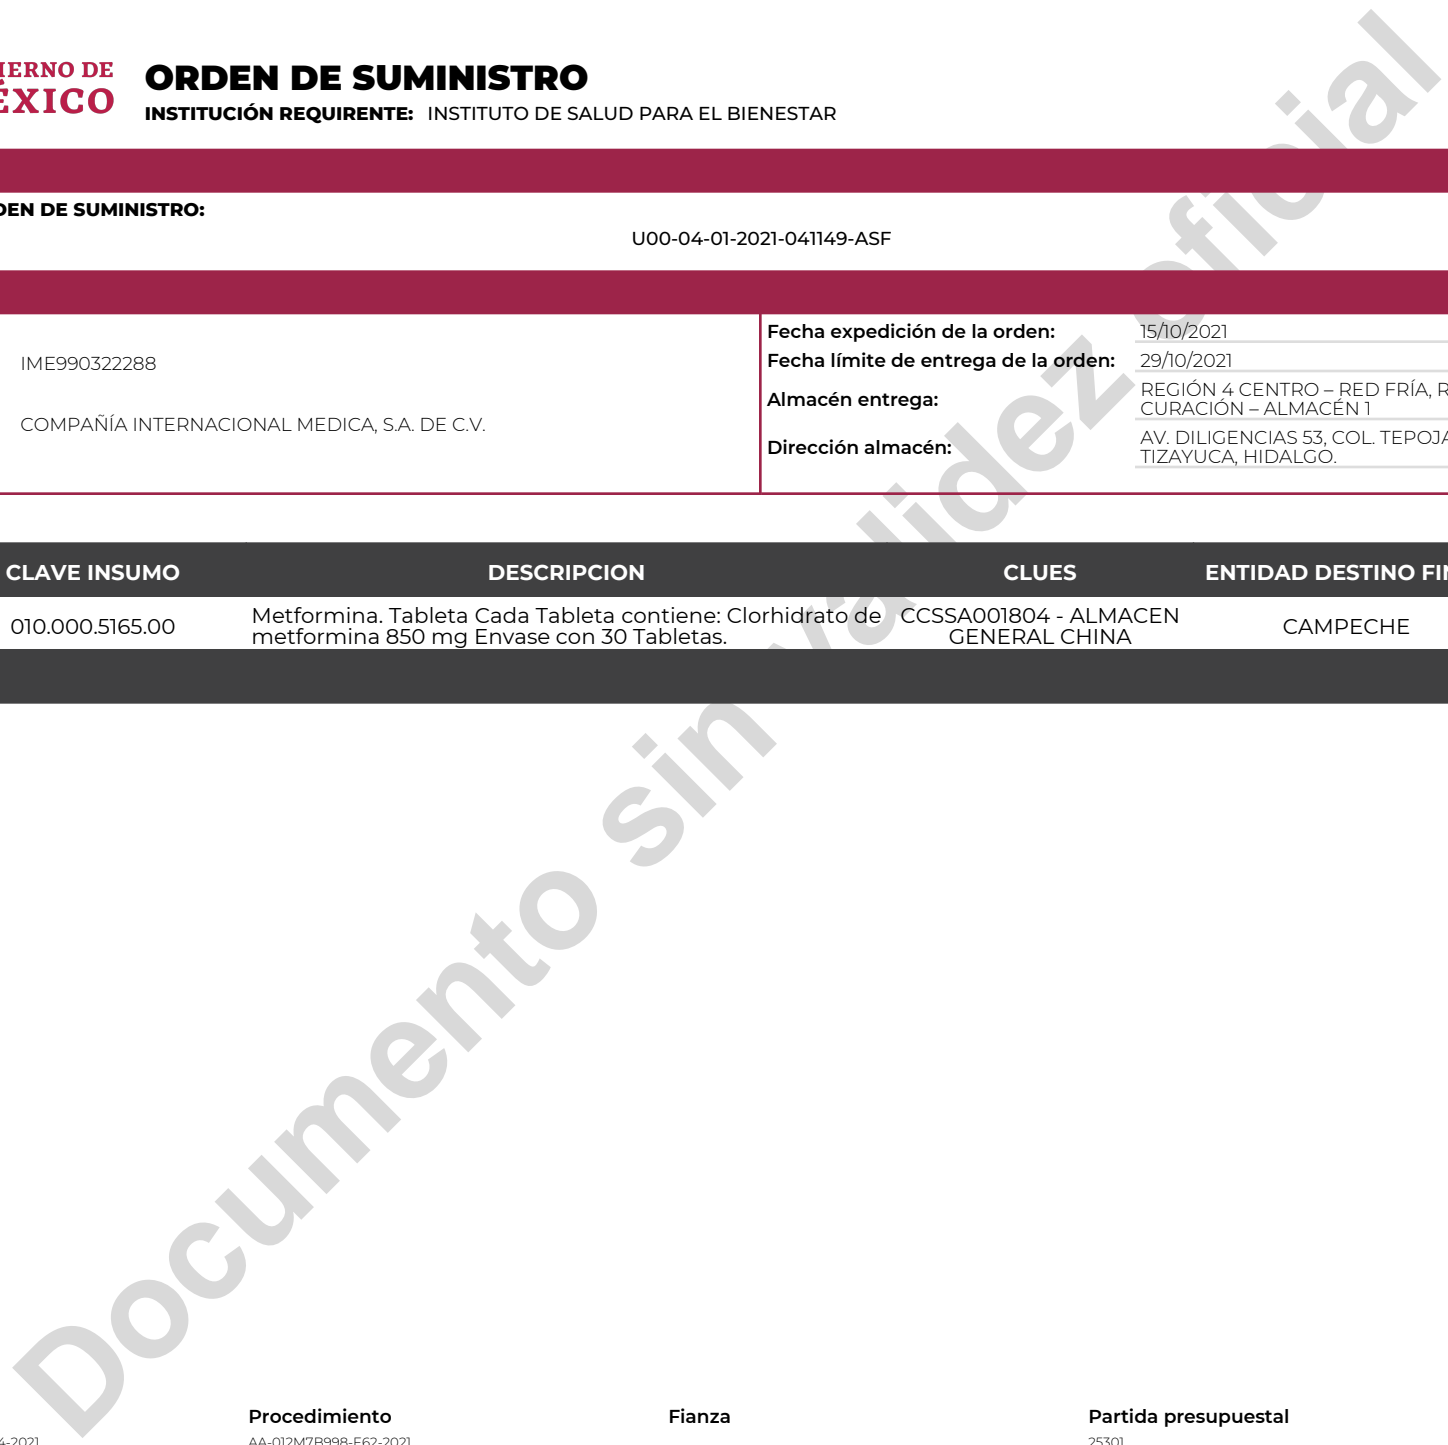 IERNO DE
ÉXICO
ORDEN DE SUMINISTRO
INSTITUCIÓN REQUIRENTE: INSTITUTO DE SALUD PARA EL BIENESTAR
DEN DE SUMINISTRO:
U00-04-01-2021-041149-ASF
IME990322288
COMPAÑÍA INTERNACIONAL MEDICA, S.A. DE C.V.
Fecha expedición de la orden: 15/10/2021
Fecha límite de entrega de la orden: 29/10/2021
Almacén entrega: REGIÓN 4 CENTRO – RED FRÍA, R
CURACIÓN – ALMACÉN 1
Dirección almacén: AV. DILIGENCIAS 53, COL. TEPOJA
TIZAYUCA, HIDALGO.
CLAVE INSUMO DESCRIPCION CLUES ENTIDAD DESTINO FIN
010.000.5165.00 Metformina. Tableta Cada Tableta contiene: Clorhidrato de
metformina 850 mg Envase con 30 Tabletas.
CCSSA001804 - ALMACEN
GENERAL CHINA
CAMPECHE
Documento sin validez oficial
Procedimiento Fianza Partida presupuestal
4-2021 AA-012M7B998-E62-2021 25301